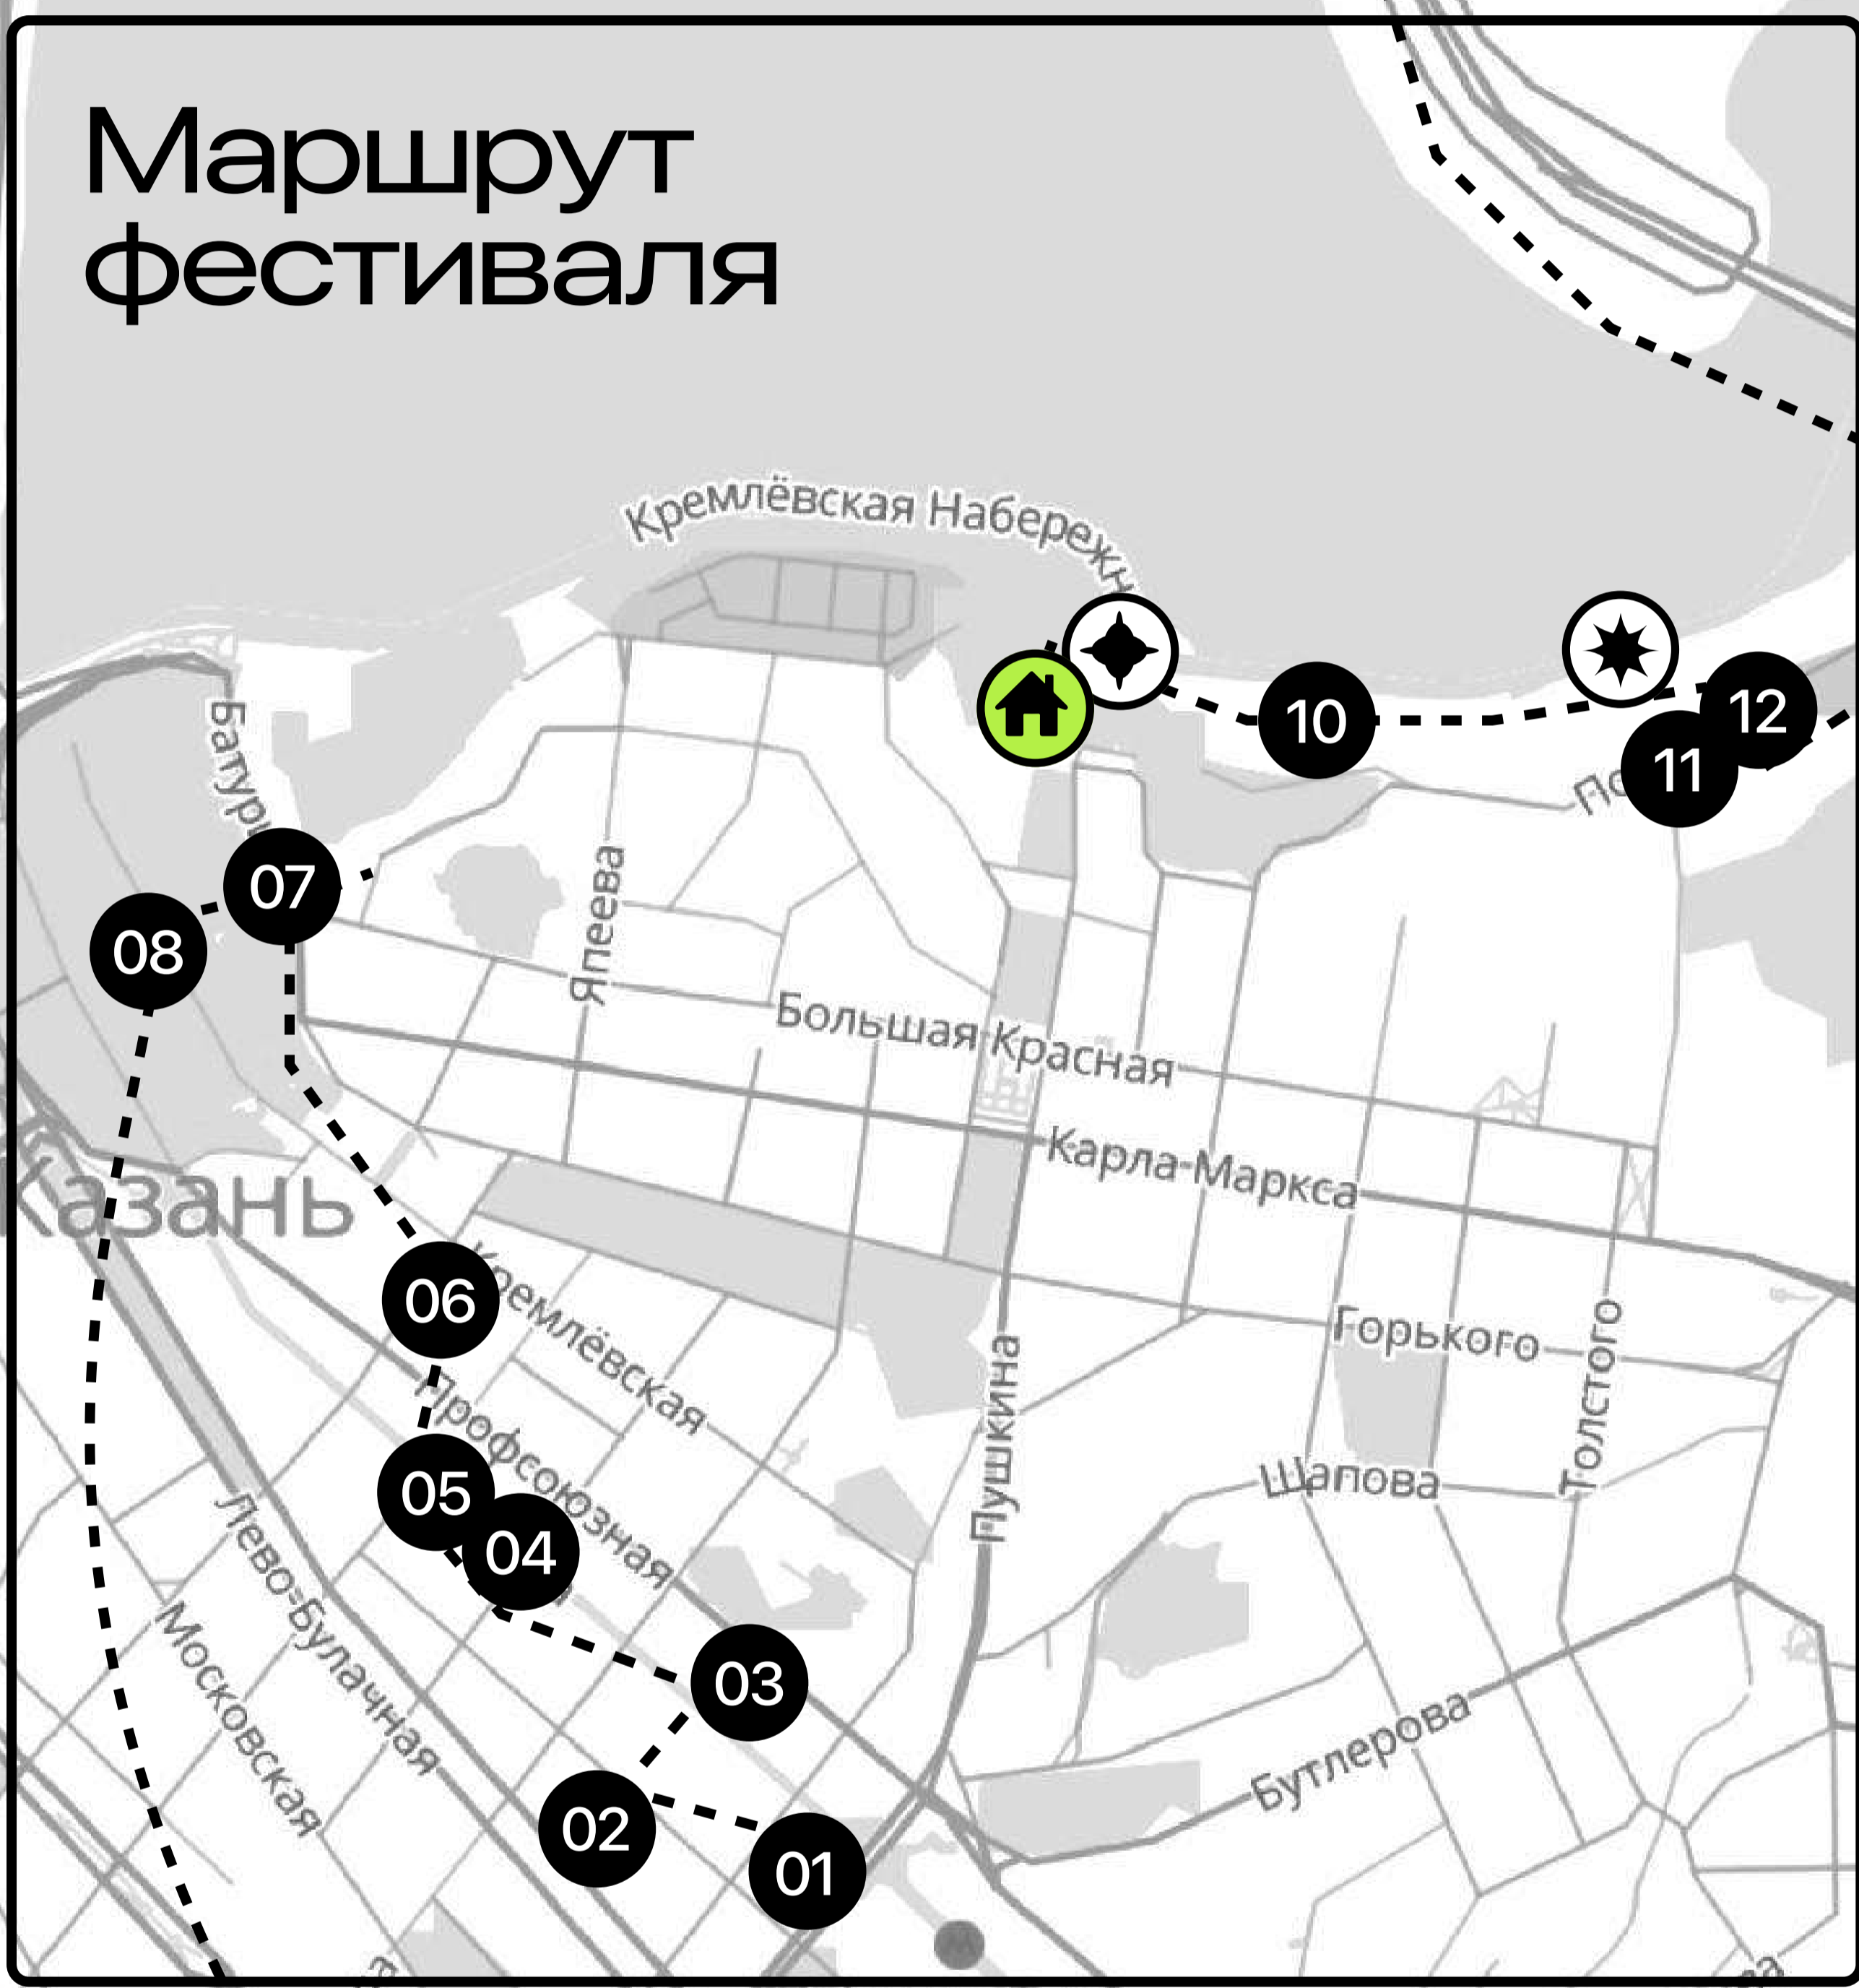 Маршрут
фестиваля
Кремлёвская Набережн
10
12
11
Батури
07
08
Япеева
Большая Красная
Карла Маркса
Казань
06
Кремлёвская
Горького
Толстого
Пушкина
Профсоюзная
Шапова
05
04
Лево-Булачная
Московская
03
Бутлерова
02
01